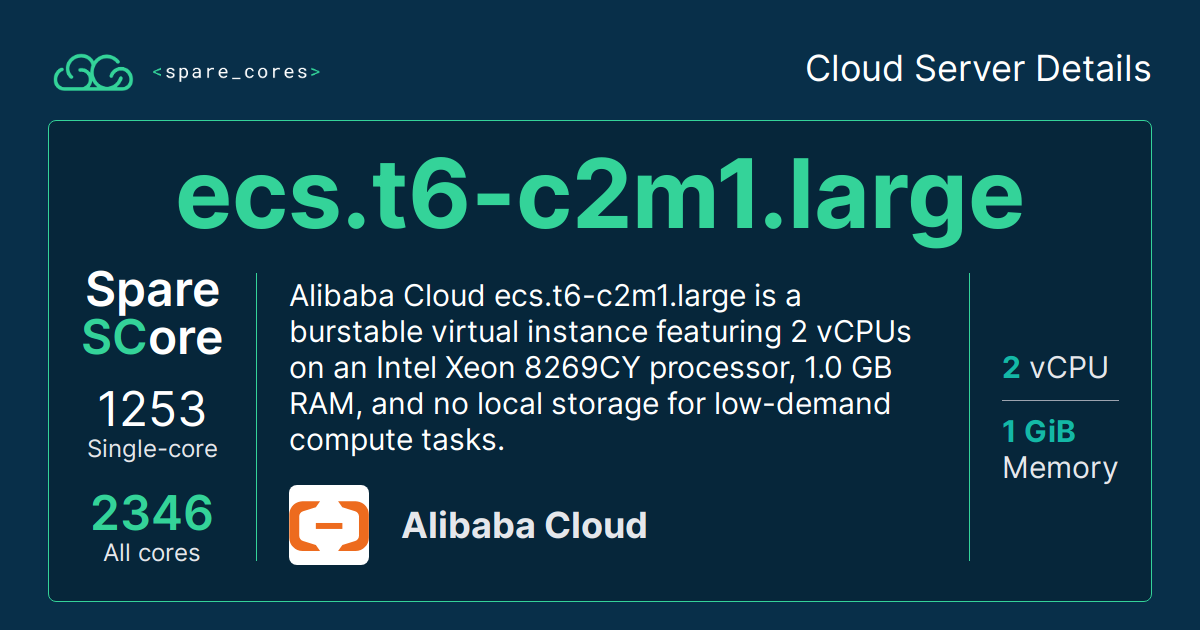 <spare_cores>
Cloud Server Details
ecs.t6-c2m1.large
Spare
SCore
1253
Single-core
2346
All cores
Alibaba Cloud ecs.t6-c2m1.large is a
burstable virtual instance featuring 2 vCPUs
on an Intel Xeon 8269CY processor, 1.0 GB
RAM, and no local storage for low-demand
compute tasks.
Alibaba Cloud
2 vCPU
1 GiB
Memory